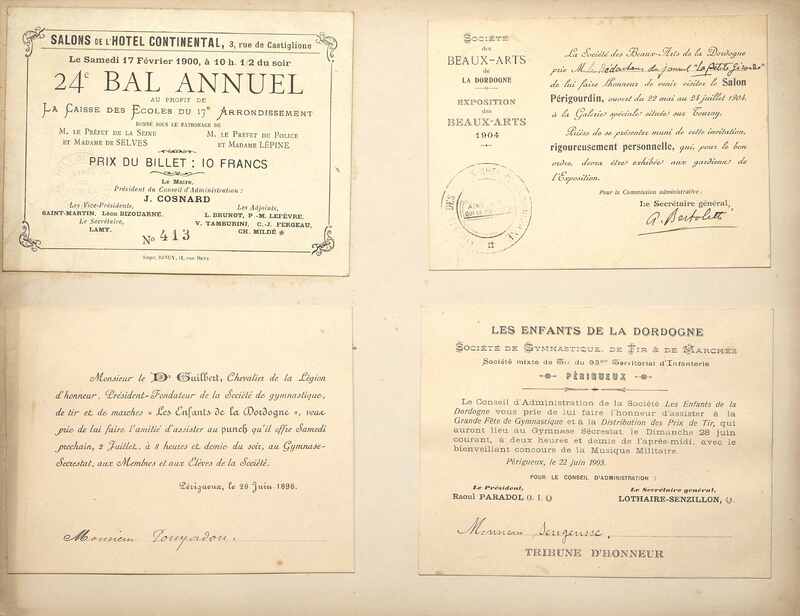 SALONS DE L'HOTEL CONTINENTAL, 3, rue de Castiglione
Le Samedi 17 Février 1900, à 10 h. 1/2 du soir
24e BAL ANNUEL
AU PROFIT DE
LA CAISSE DES ECOLES DU 17e ARRONDISSEMENT
DONNÉ SOUS LE PATRONAGE DE
M. LE PRÉFET DE LA SEINE
ET MADAME DE SELVES
M. LE PRÉFET DE POLICE
ET MADAME LÉPINE
PRIX DU BILLET : 10 FRANCS
Le Maire,
Président du Conseil d'Administration :
J. COSNARD
Les Vice-Présidents,
SAINT-MARTIN, Léon BIZOUARNE.
Le Secrétaire,
LAMY.
Les Adjoints,
L. BRUNOT, P.-M. LEFÈVRE,
V. TAMBURINI, C.-J. FERGEAU,
CH. MILDÉ
No 413
SOCIÉTÉ
des
BEAUX-ARTS
de
LA DORDOGNE
EXPOSITION
des
BEAUX-ARTS
1904
La Société des Beaux-Arts de la Dordogne
prie M. le Rédacteur du journal "La petite Gironde"
de lui faire l'honneur de venir visiter le Salon
Périgourdin, ouvert du 22 mai au 24 juillet 1904,
à la Galerie spéciale située sur Tourny.
Prière de se présenter muni de cette invitation,
rigoureusement personnelle, qui, pour le bon
ordre, devra être exhibée aux gardiens de
l'Exposition.
Pour la Commission administrative :
Le Secrétaire général,
A. Bertoletti
Monsieur le Dr Guilbert, Chevalier de la Légion
d'honneur, Président-Fondateur de la Société de gymnastique,
de tir et de marches « Les Enfants de la Dordogne », vous
prie de lui faire l'amitié d'assister au punch qu'il offre Samedi
prochain, 2 Juillet, à 8 heures et demie du soir, au Gymnase-
Secrestat, aux Membres et aux Elèves de la Société.
Périgueux, le 26 Juin 1898.
Monsieur Pouyadou.
LES ENFANTS DE LA DORDOGNE
SOCIÉTÉ DE GYMNASTIQUE, DE TIR & DE MARCHES
Société mixte de Tir du 93me Territorial d'Infanterie
PÉRIGUEUX
Le Conseil d'Administration de la Société Les Enfants de la
Dordogne vous prie de lui faire l'honneur d'assister à la
Grande Fête de Gymnastique et à la Distribution des Prix de Tir, qui
auront lieu au Gymnase Sécrestat le Dimanche 28 juin
courant, à deux heures et demie de l'après-midi, avec le
bienveillant concours de la Musique Militaire.
Périgueux, le 22 juin 1903.
POUR LE CONSEIL D'ADMINISTRATION :
Le Président,
Raoul PARADOL O. I.
Le Secrétaire général,
LOTHAIRE-SENZILLON,
Monsieur
TRIBUNE D'HONNEUR